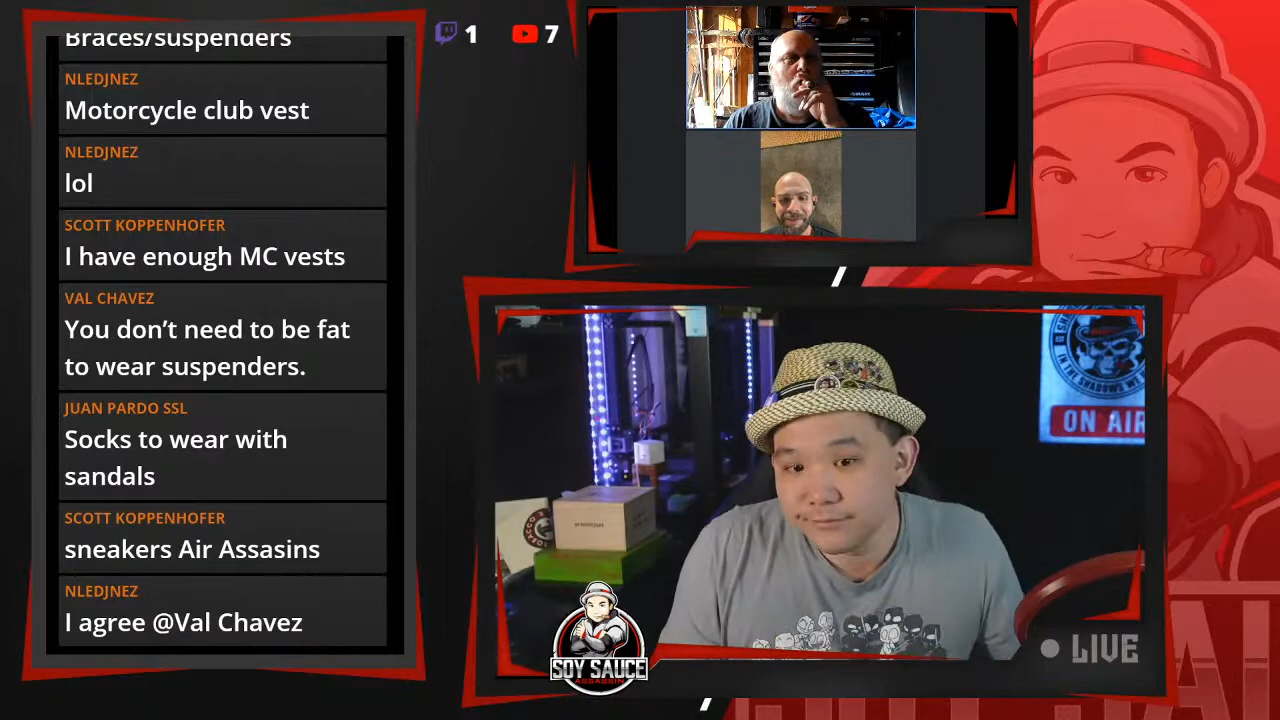 Braces/suspenders
NLEDJNEZ
Motorcycle club vest
NLEDJNEZ
lol
SCOTT KOPPENHOFER
I have enough MC vests
VAL CHAVEZ
You don’t need to be fat
to wear suspenders.
JUAN PARDO SSL
Socks to wear with
sandals
SCOTT KOPPENHOFER
sneakers Air Assasins
NLEDJNEZ
I agree @Val Chavez
1
7
ON AIR
SOY SAUCE
ASSASSIN
LIVE